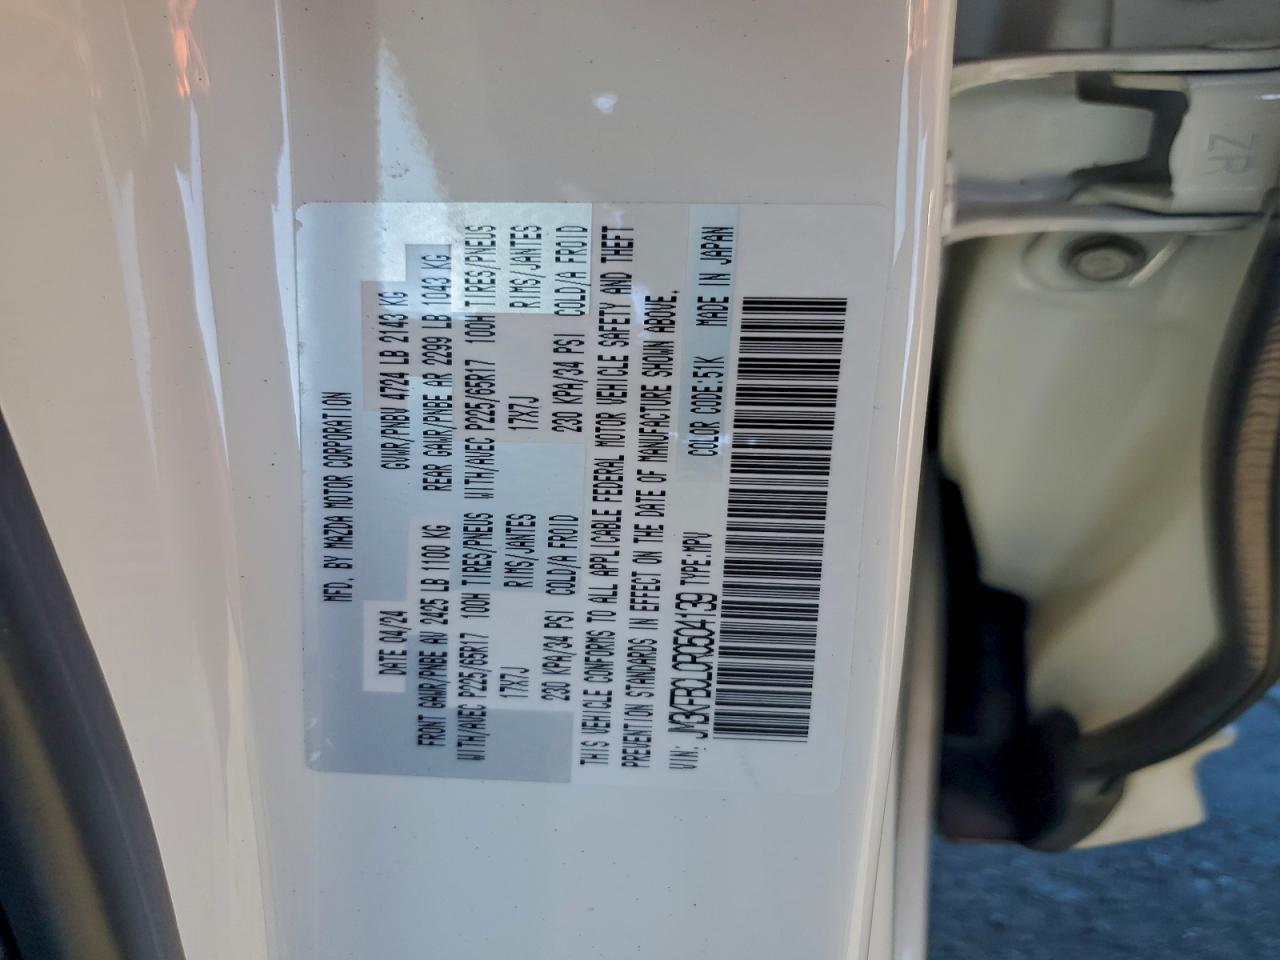 MFD. BY MAZDA MOTOR CORPORATION
DATE 04/24 GVWR/PNBV 4724 LB 2143 KG
FRONT GAWR/PNBE AV 2425 LB 1100 KG REAR GAWR/PNBE AR 2299 LB 1043 KG
WITH/AVEC P225/65R17 100H TIRES/PNEUS WITH/AVEC P225/65R17 100H TIRES/PNEUS
17X7J RIMS/JANTES 17X7J RIMS/JANTES
230 KPA/34 PSI COLD/A FROID 230 KPA/34 PSI COLD/A FROID
THIS VEHICLE CONFORMS TO ALL APPLICABLE FEDERAL MOTOR VEHICLE SAFETY AND THEFT
PREVENTION STANDARDS IN EFFECT ON THE DATE OF MANUFACTURE SHOWN ABOVE.
VIN: JM3KFBCL0R0504139 TYPE:MPV
COLOR CODE:51K MADE IN JAPAN
ZR